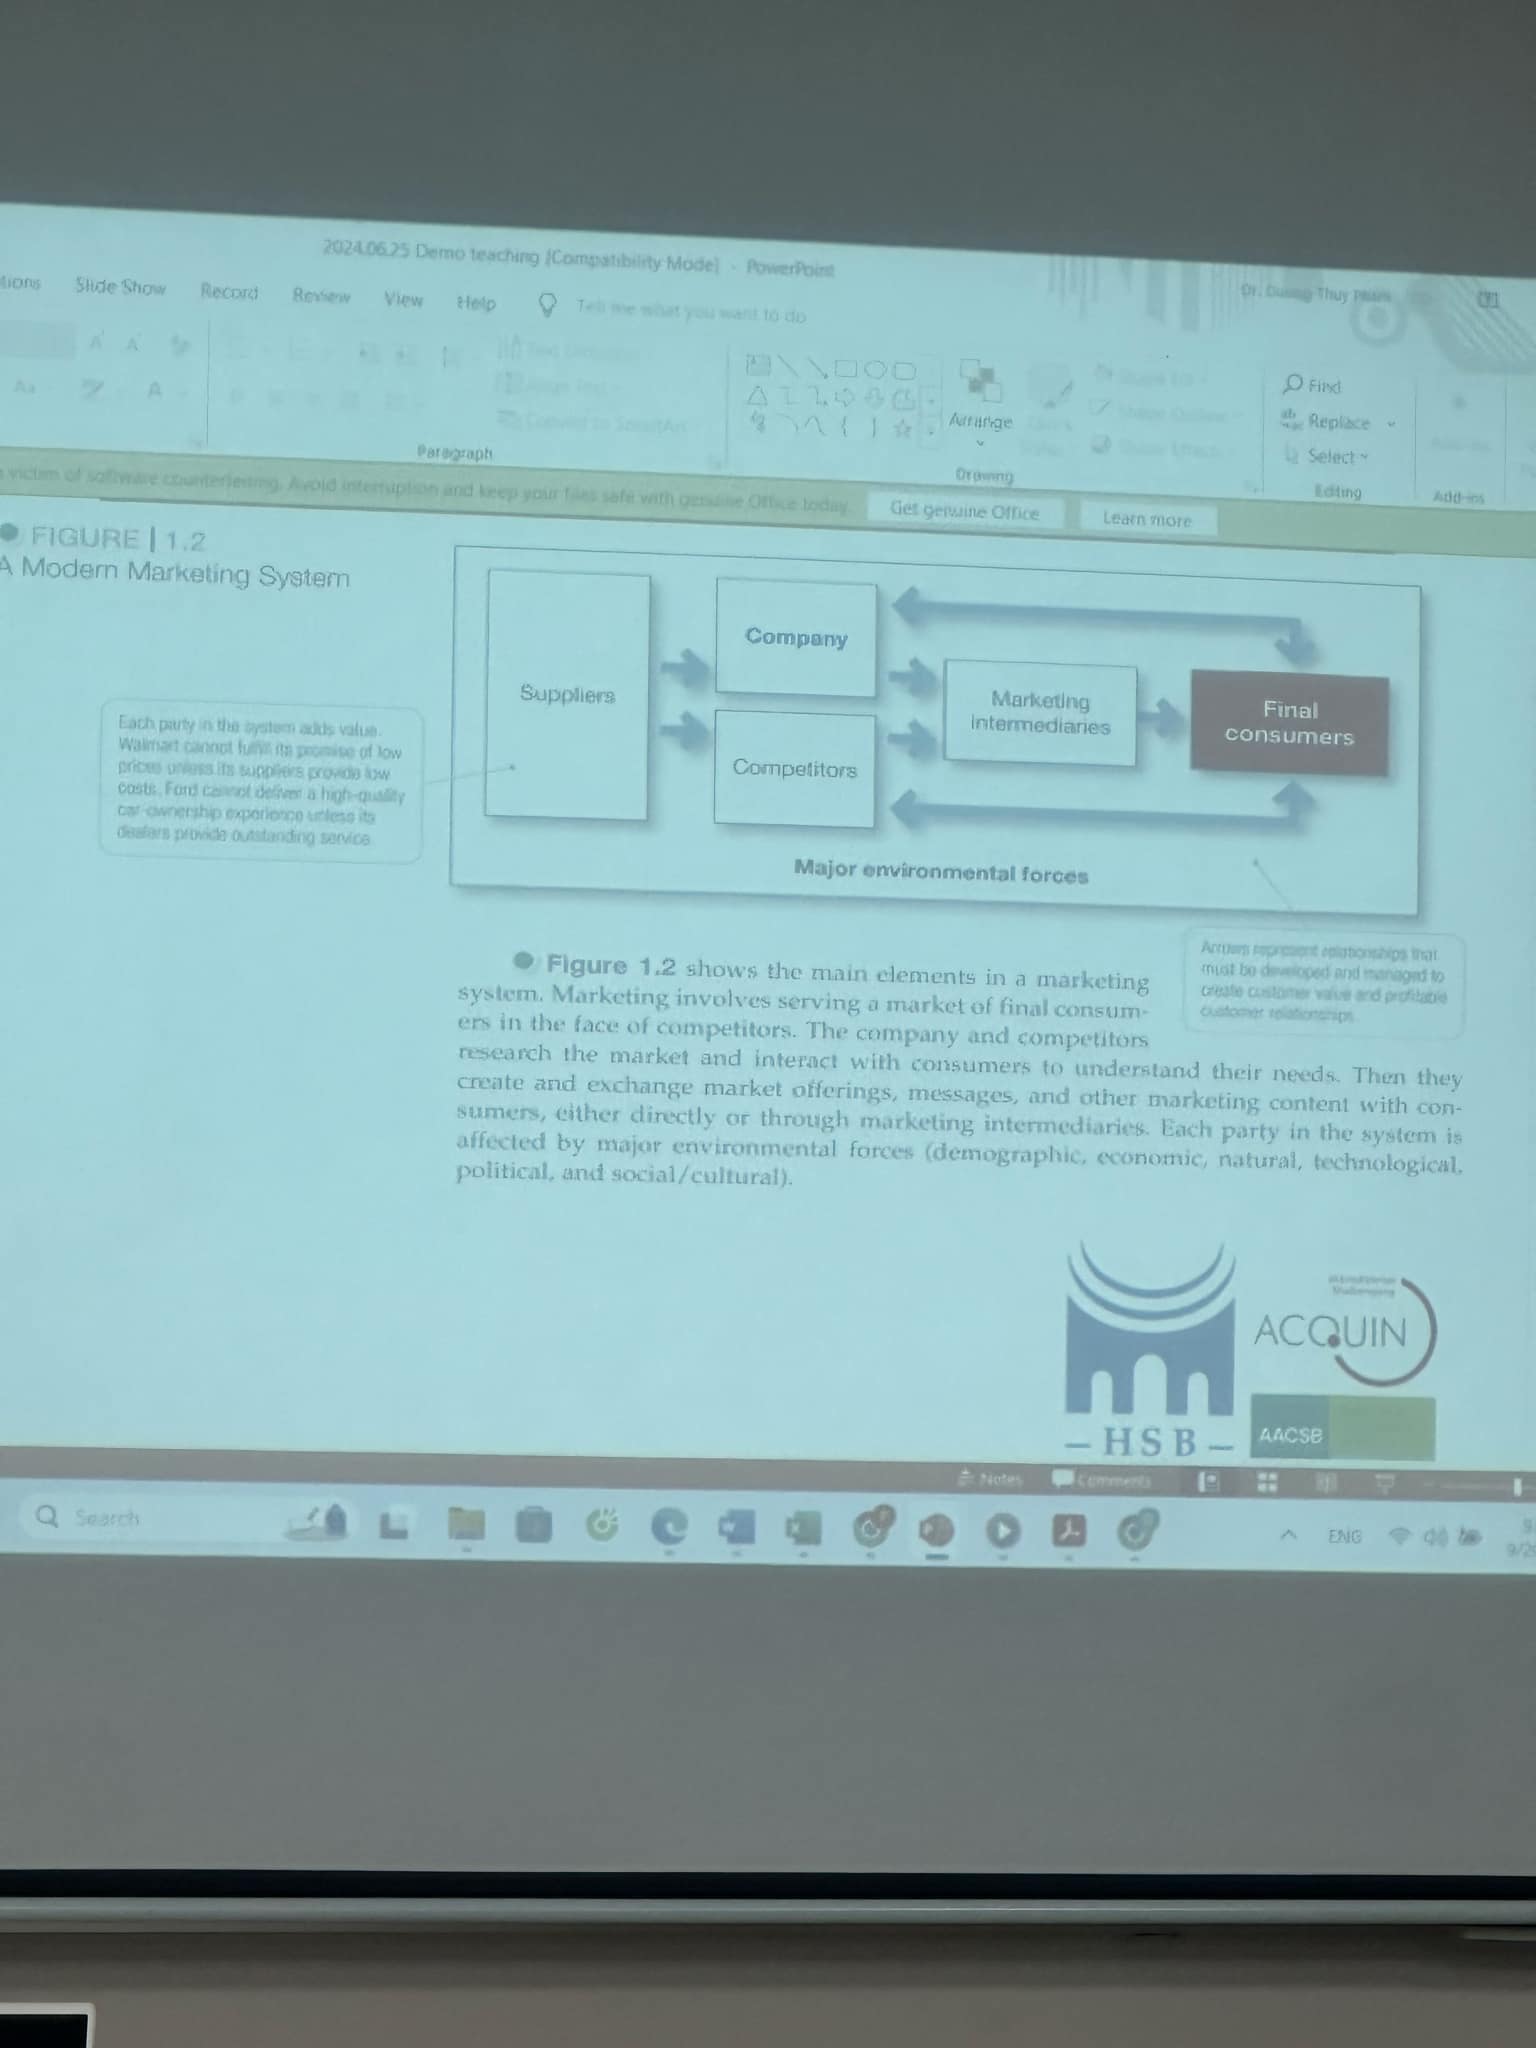 2024.06.25 Demo teaching [Compatibility Mode] - PowerPoint
Dr. Duong Thuy
tions Slide Show Record Review View Help Tell me what you want to do
Aa
Convert to SmartArt
Paragraph
Arrange
Drawing
Find
Replace
Select
Editing
Add-ins
victim of software counterfeiting. Avoid interruption and keep your files safe with genuine Office today. Get genuine Office Learn more
FIGURE | 1.2
A Modern Marketing System
Each party in the system adds value.
Walmart cannot fulfill its promise of low
prices unless its suppliers provide low
costs. Ford cannot deliver a high-quality
car-ownership experience unless its
dealers provide outstanding service.
Suppliers
Company
Competitors
Marketing
intermediaries
Final
consumers
Major environmental forces
Arrows represent relationships that
must be developed and managed to
create customer value and profitable
customer relationships.
Figure 1.2 shows the main elements in a marketing
system. Marketing involves serving a market of final consum-
ers in the face of competitors. The company and competitors
research the market and interact with consumers to understand their needs. Then they
create and exchange market offerings, messages, and other marketing content with con-
sumers, either directly or through marketing intermediaries. Each party in the system is
affected by major environmental forces (demographic, economic, natural, technological,
political, and social/cultural).
ACQUIN
– HSB –
AACSB
Notes Comments
Search
ENG